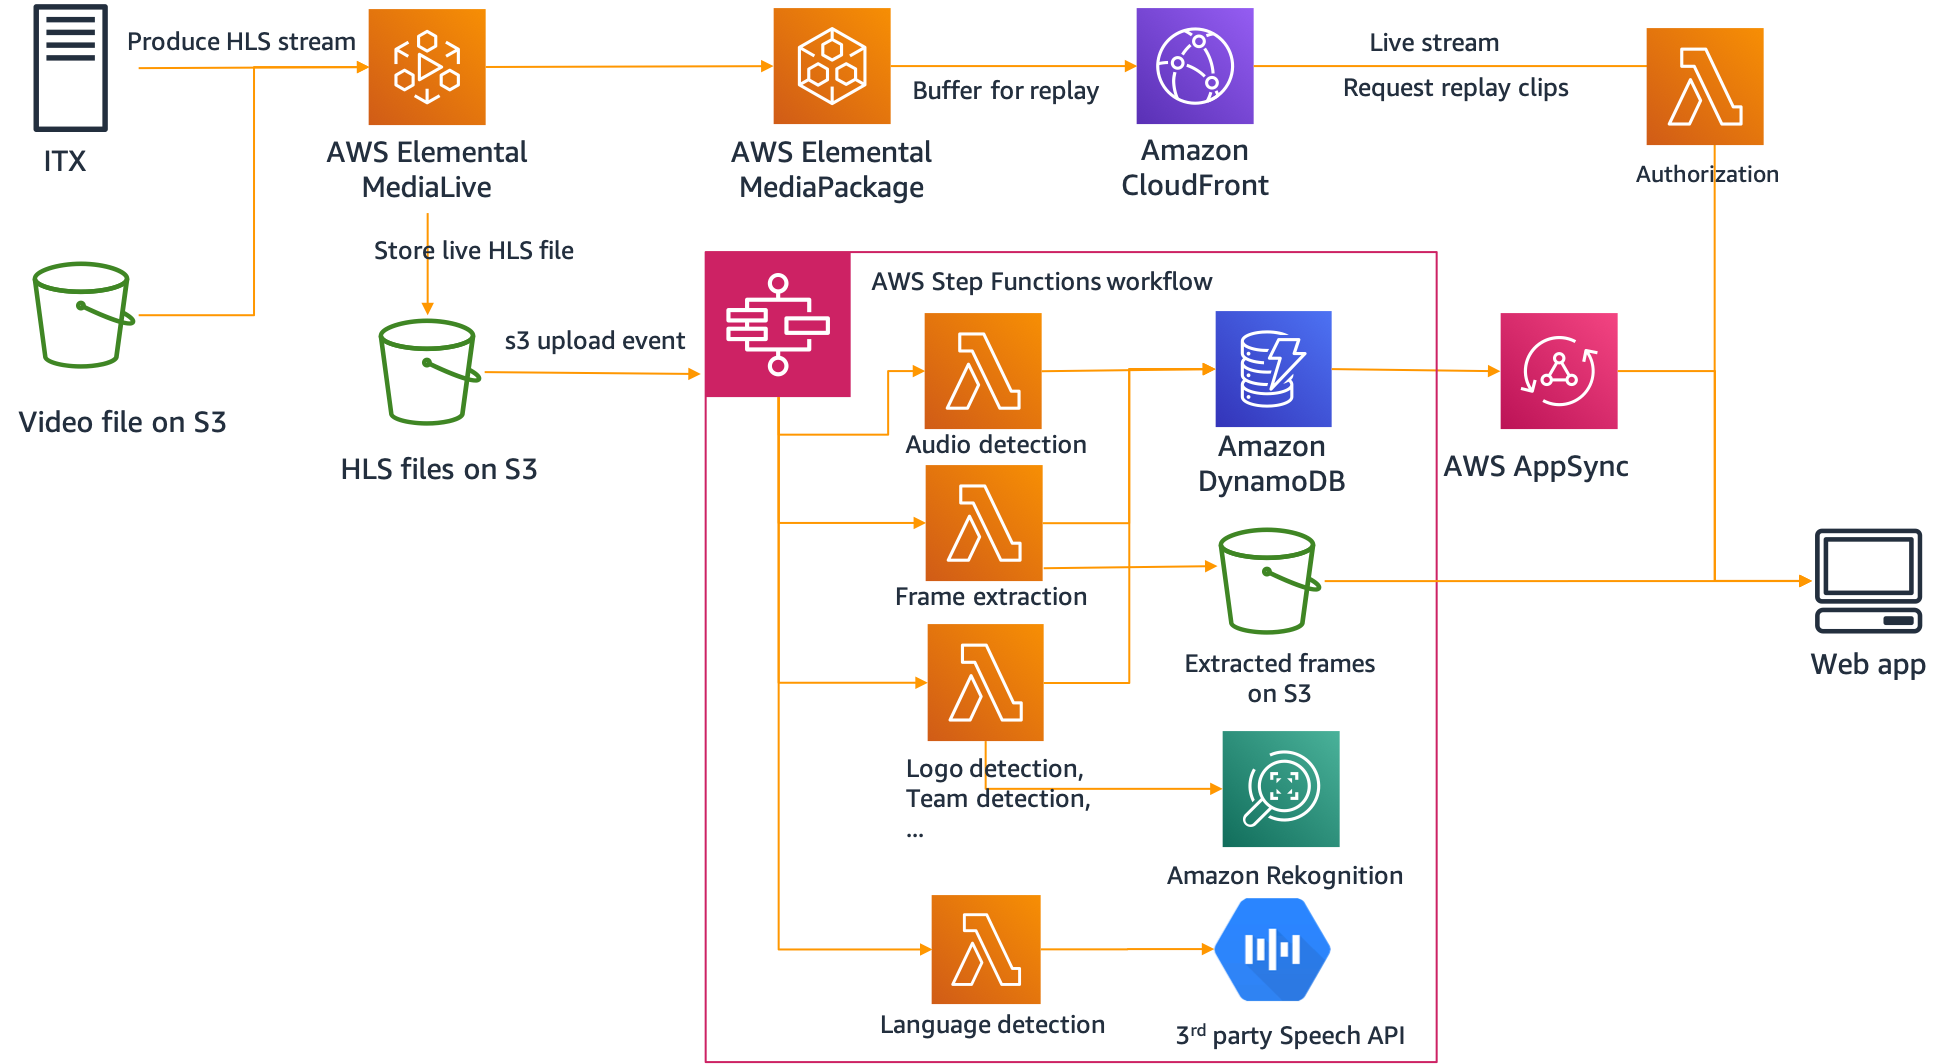 Produce HLS stream
ITX
AWS Elemental
MediaLive
AWS Elemental
MediaPackage
Buffer for replay
Amazon
CloudFront
Live stream
Request replay clips
Authorization
Store live HLS file
Video file on S3
HLS files on S3
s3 upload event
AWS Step Functions workflow
Audio detection
Amazon
DynamoDB
AWS AppSync
Frame extraction
Extracted frames
on S3
Web app
Logo detection,
Team detection,
...
Amazon Rekognition
Language detection
3rd party Speech API